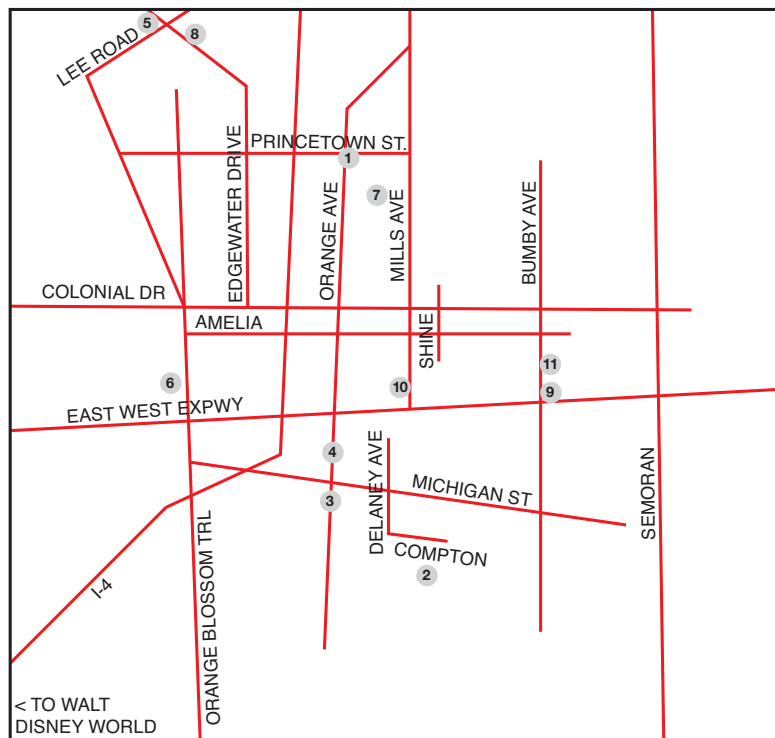 5
8
LEE ROAD
PRINCETOWN ST.
1
EDGEWATER DRIVE
7
ORANGE AVE
MILLS AVE
BUMBY AVE
COLONIAL DR
AMELIA
SHINE
11
6
10
9
EAST WEST EXPWY
4
3
DELANEY AVE
MICHIGAN ST
SEMORAN
COMPTON
2
I-4
ORANGE BLOSSOM TRL
< TO WALT
DISNEY WORLD